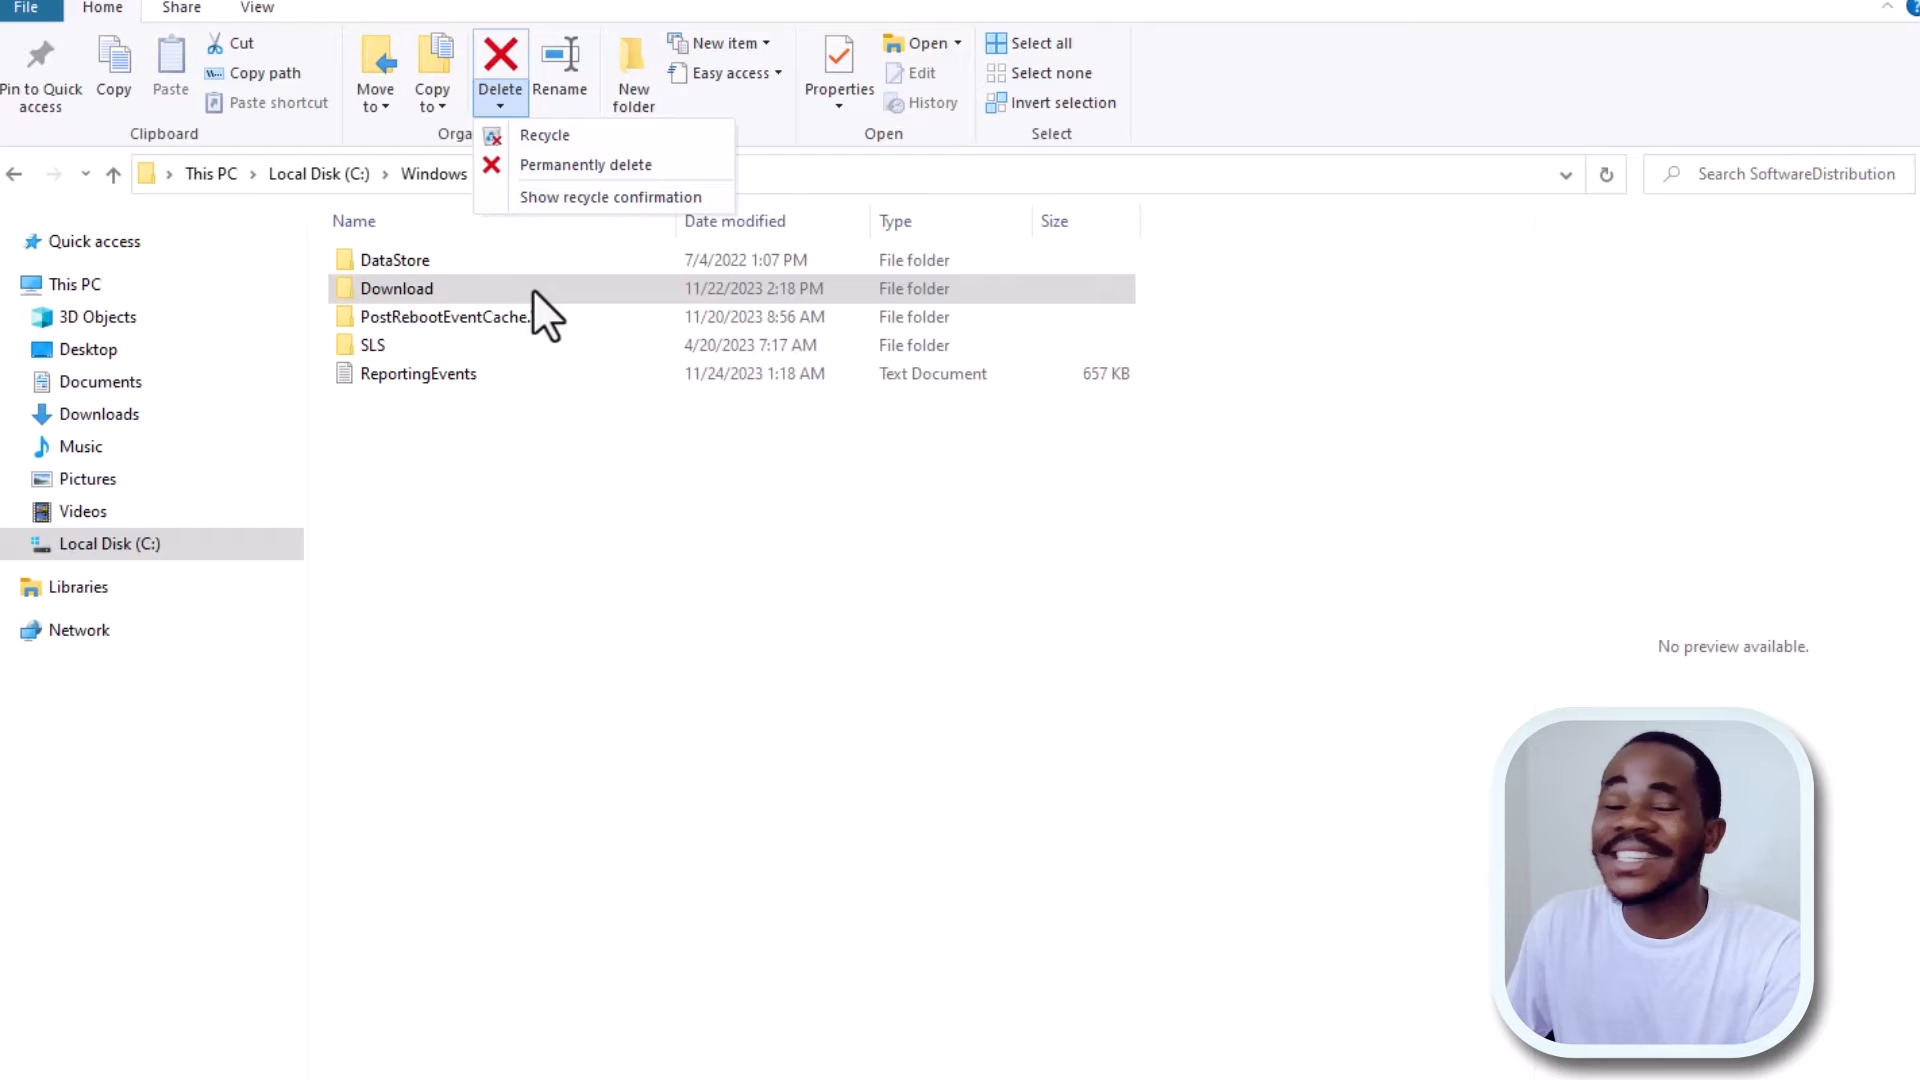 File Home Share View
Pin to Quick access
Copy
Paste
Cut
Copy path
Paste shortcut
Clipboard
Move to
Copy to
Delete
Rename
Orga
New folder
New item
Easy access
Properties
Open
Edit
History
Open
Select all
Select none
Invert selection
Select
Recycle
Permanently delete
Show recycle confirmation
This PC > Local Disk (C:) > Windows
Search SoftwareDistribution
Name Date modified Type Size
Quick access
This PC
3D Objects
Desktop
Documents
Downloads
Music
Pictures
Videos
Local Disk (C:)
Libraries
Network
DataStore 7/4/2022 1:07 PM File folder
Download 11/22/2023 2:18 PM File folder
PostRebootEventCache. 11/20/2023 8:56 AM File folder
SLS 4/20/2023 7:17 AM File folder
ReportingEvents 11/24/2023 1:18 AM Text Document 657 KB
No preview available.